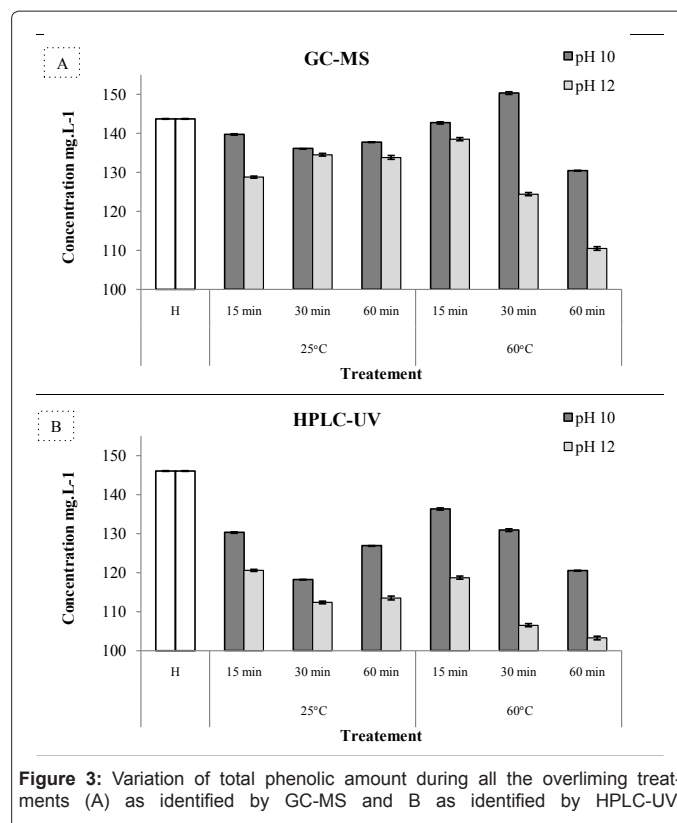 A
GC-MS
pH 10
pH 12
Concentration mg.L-1
150
140
130
120
110
100
H 15 min 30 min 60 min 15 min 30 min 60 min
25°C 60°C
Treatement
B
HPLC-UV
pH 10
pH 12
Concentration mg.L-1
150
140
130
120
110
100
H 15 min 30 min 60 min 15 min 30 min 60 min
25°C 60°C
Treatement
Figure 3: Variation of total phenolic amount during all the overliming treat-
ments (A) as identified by GC-MS and B as identified by HPLC-UV